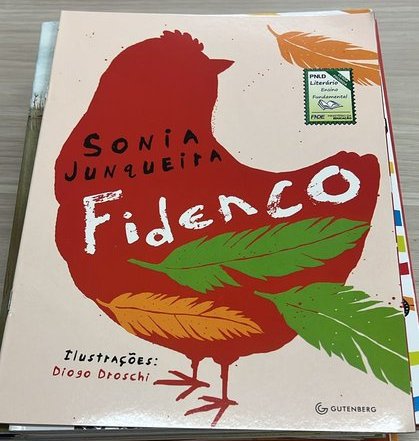 PNLD
Literário
Ensino
Fundamental
FNDE
SONIA
JUNQUEIRA
Fidenco
Ilustrações:
Diogo Droschi
GUTENBERG